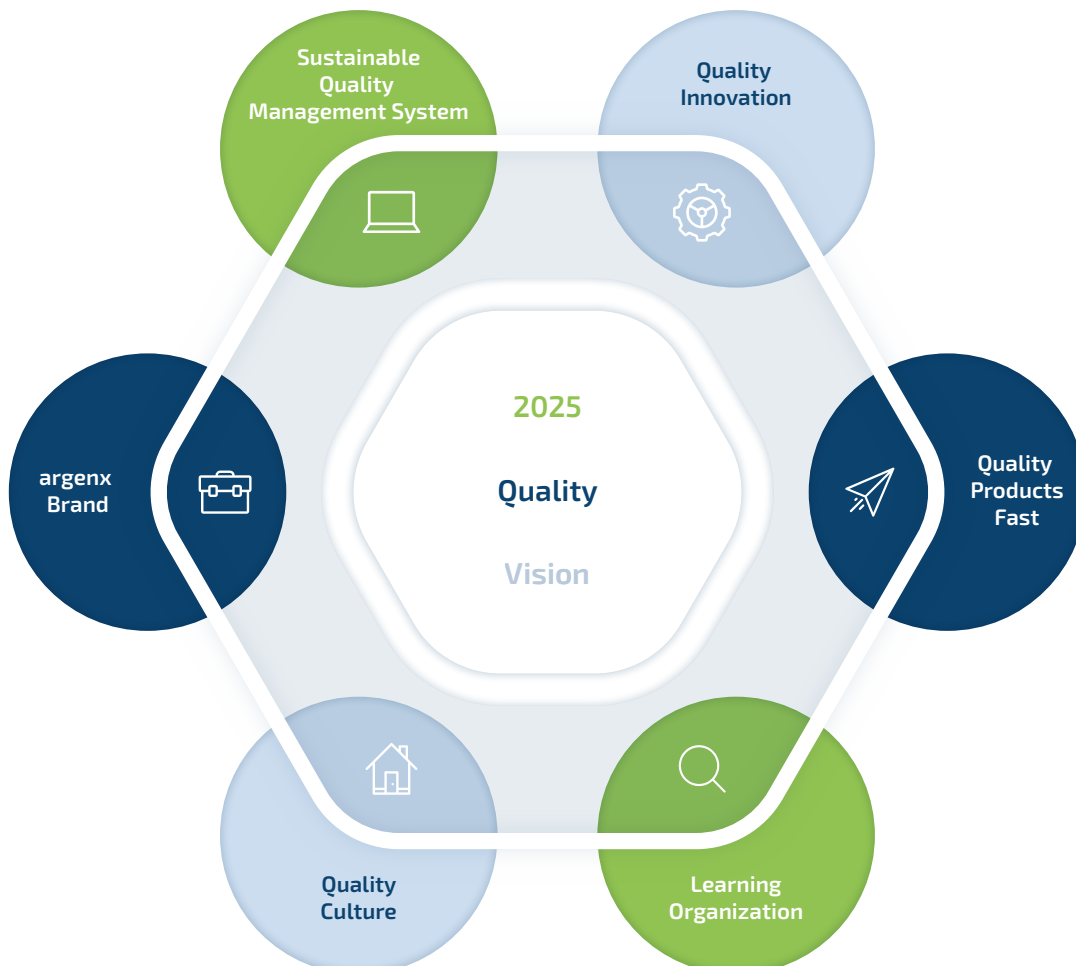 Sustainable
Quality
Management System
Quality
Innovation
argenx
Brand
2025
Quality
Vision
Quality
Products
Fast
Quality
Culture
Learning
Organization